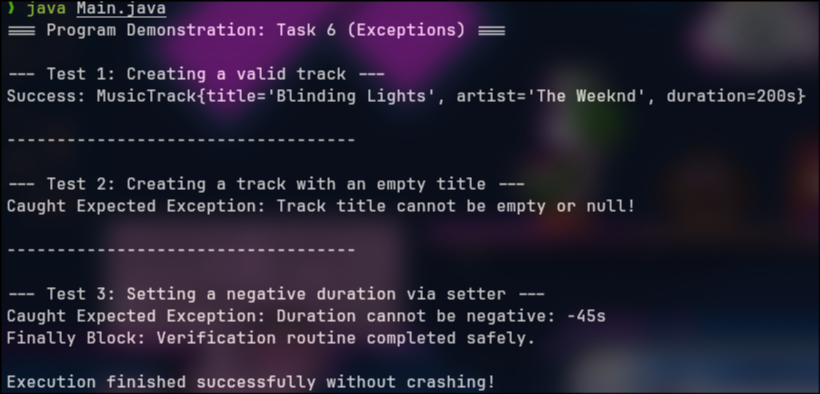 ❯ java Main.java
=== Program Demonstration: Task 6 (Exceptions) ===
--- Test 1: Creating a valid track ---
Success: MusicTrack{title='Blinding Lights', artist='The Weeknd', duration=200s}
-----------------------------------
--- Test 2: Creating a track with an empty title ---
Caught Expected Exception: Track title cannot be empty or null!
-----------------------------------
--- Test 3: Setting a negative duration via setter ---
Caught Expected Exception: Duration cannot be negative: -45s
Finally Block: Verification routine completed safely.
Execution finished successfully without crashing!